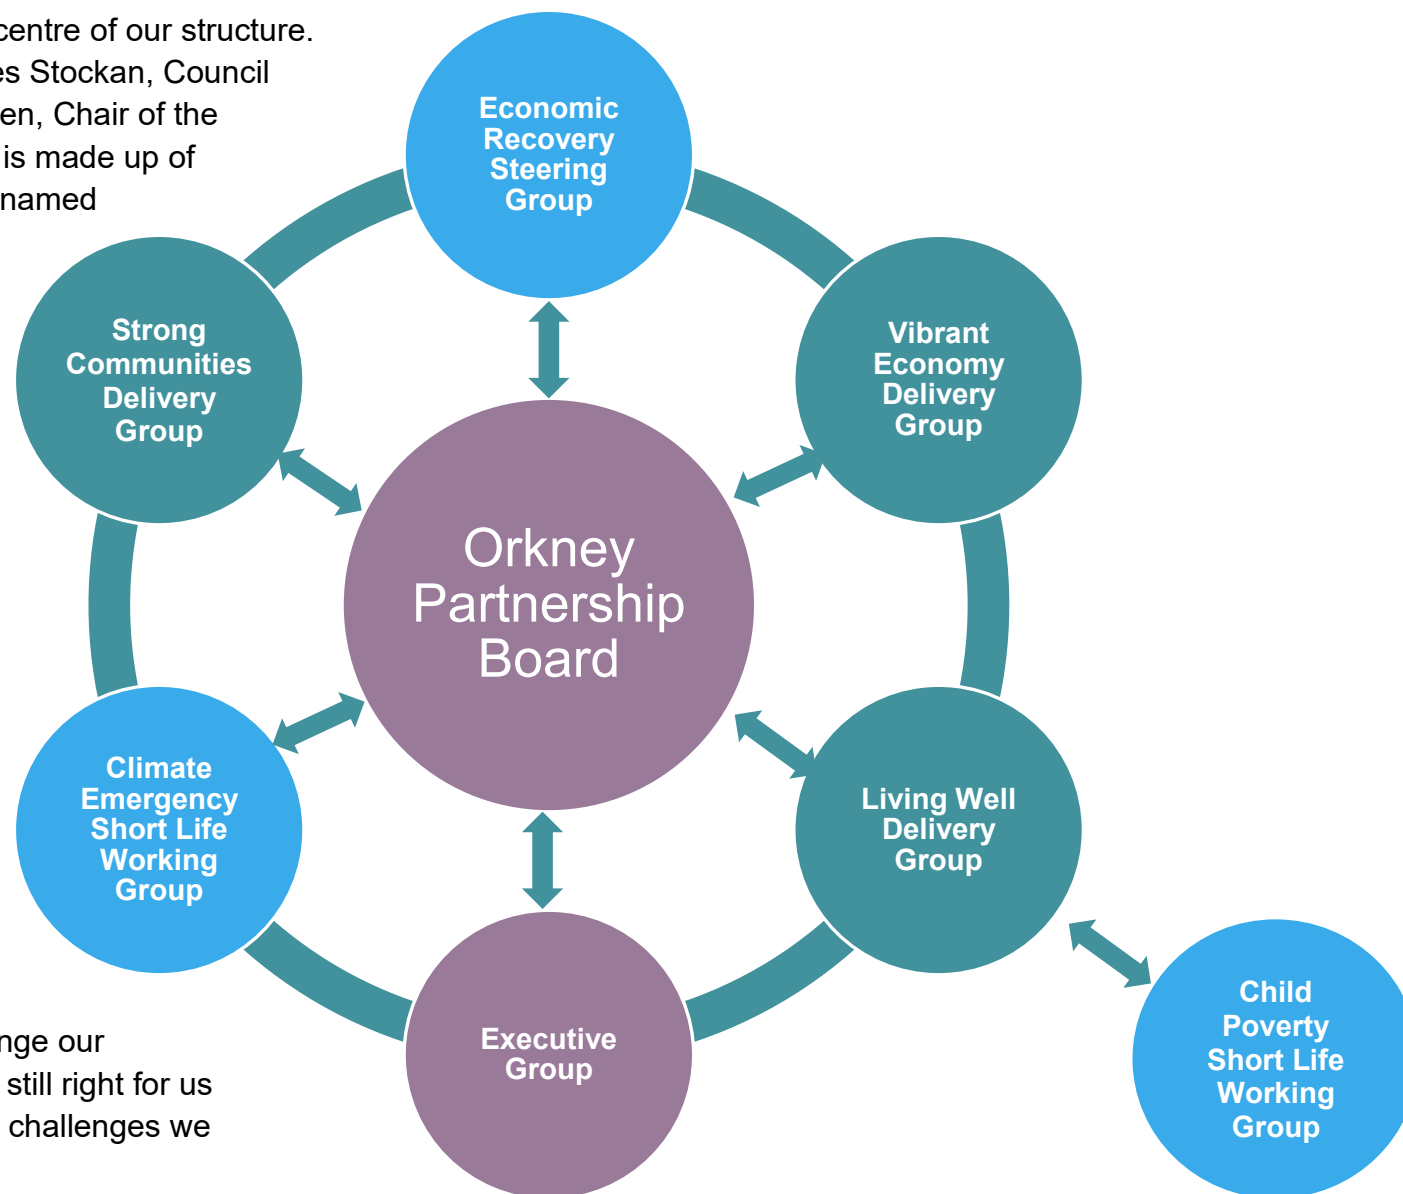 centre of our structure.
es Stockan, Council
en, Chair of the
is made up of
named
Economic
Recovery
Steering
Group
Strong
Communities
Delivery
Group
Vibrant
Economy
Delivery
Group
Orkney
Partnership
Board
Climate
Emergency
Short Life
Working
Group
Living Well
Delivery
Group
Executive
Group
Child
Poverty
Short Life
Working
Group
nge our
still right for us
challenges we